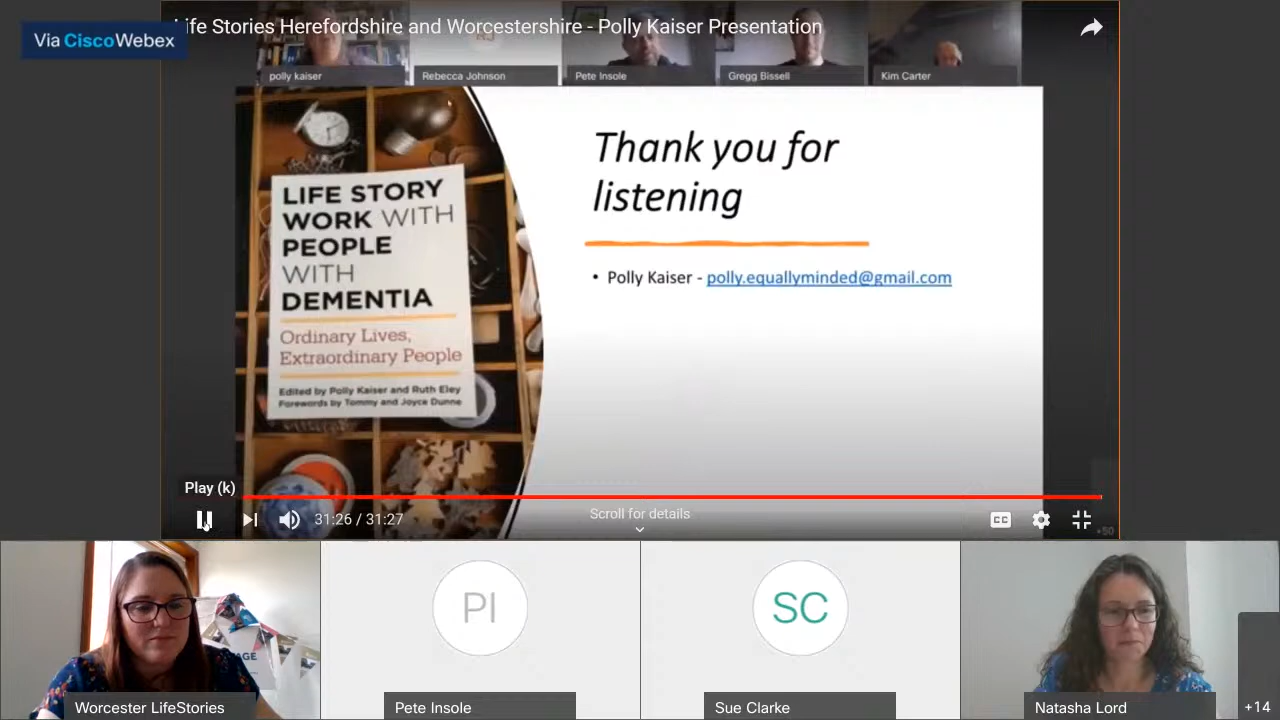 Life Stories Herefordshire and Worcestershire - Polly Kaiser Presentation
Via CiscoWebex
polly kaiser
Rebecca Johnson
Pete Insole
Gregg Bissell
Kim Carter
Thank you for
listening
• Polly Kaiser - polly.equallyminded@gmail.com
LIFE STORY
WORK WITH
PEOPLE
WITH
DEMENTIA
Ordinary Lives,
Extraordinary People
Edited by Polly Kaiser and Ruth Eley
Forewords by Tommy and Joyce Dunne
Play (k)
31:26 / 31:27
Scroll for details
CC
+50
PI
SC
Worcester LifeStories
Pete Insole
Sue Clarke
Natasha Lord
+14